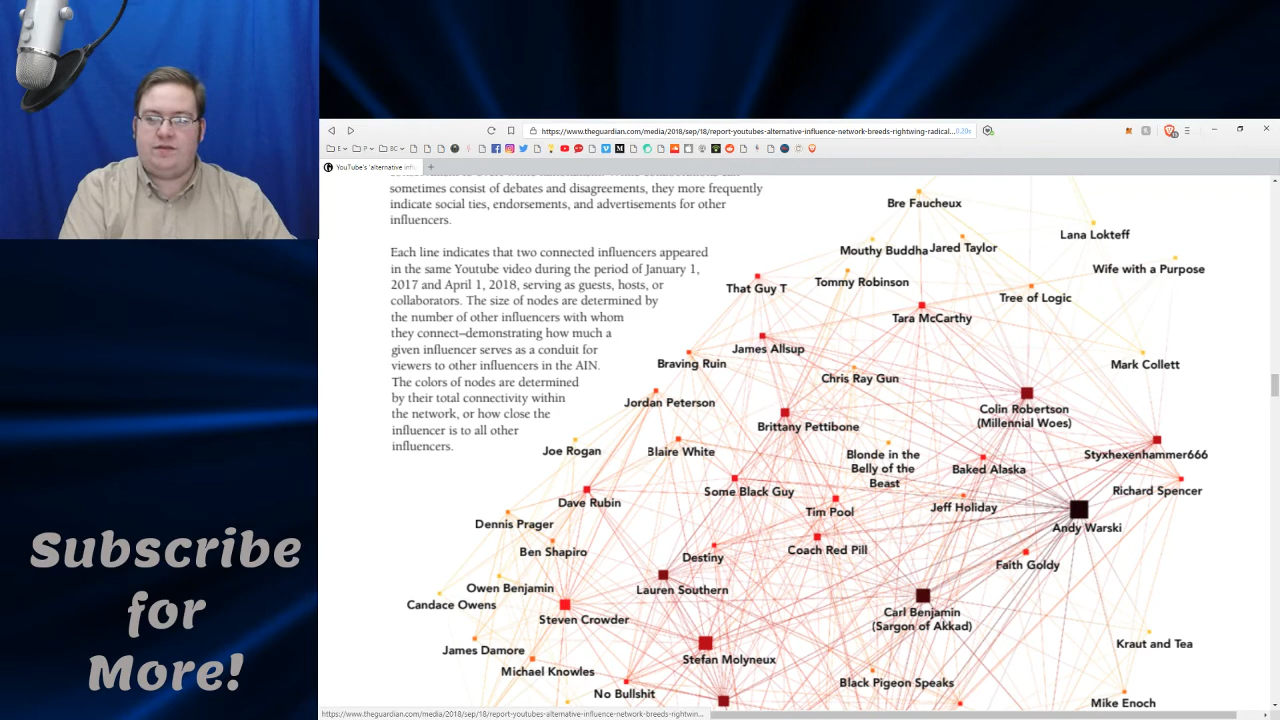 https://www.theguardian.com/media/2018/sep/18/report-youtubes-alternative-influence-network-breeds-rightwing-radical...
0:20s
E
P
BC
YouTube's 'alternative infl
sometimes consist of debates and disagreements, they more frequently
indicate social ties, endorsements, and advertisements for other
influencers.
Each line indicates that two connected influencers appeared
in the same Youtube video during the period of January 1,
2017 and April 1, 2018, serving as guests, hosts, or
collaborators. The size of nodes are determined by
the number of other influencers with whom
they connect–demonstrating how much a
given influencer serves as a conduit for
viewers to other influencers in the AIN.
The colors of nodes are determined
by their total connectivity within
the network, or how close the
influencer is to all other
influencers.
Bre Faucheux
Lana Lokteff
Mouthy Buddha
Jared Taylor
Wife with a Purpose
Tommy Robinson
That Guy T
Tree of Logic
Tara McCarthy
James Allsup
Braving Ruin
Mark Collett
Chris Ray Gun
Jordan Peterson
Colin Robertson
(Millennial Woes)
Brittany Pettibone
Joe Rogan
Blaire White
Blonde in the
Belly of the
Beast
Styxhexenhammer666
Baked Alaska
Some Black Guy
Richard Spencer
Dave Rubin
Tim Pool
Jeff Holiday
Dennis Prager
Andy Warski
Ben Shapiro
Coach Red Pill
Destiny
Faith Goldy
Owen Benjamin
Lauren Southern
Candace Owens
Steven Crowder
Carl Benjamin
(Sargon of Akkad)
James Damore
Stefan Molyneux
Kraut and Tea
Michael Knowles
Black Pigeon Speaks
No Bullshit
Mike Enoch
https://www.theguardian.com/media/2018/sep/18/report-youtubes-alternative-influence-network-breeds-rightwin...
Subscribe
for
More!